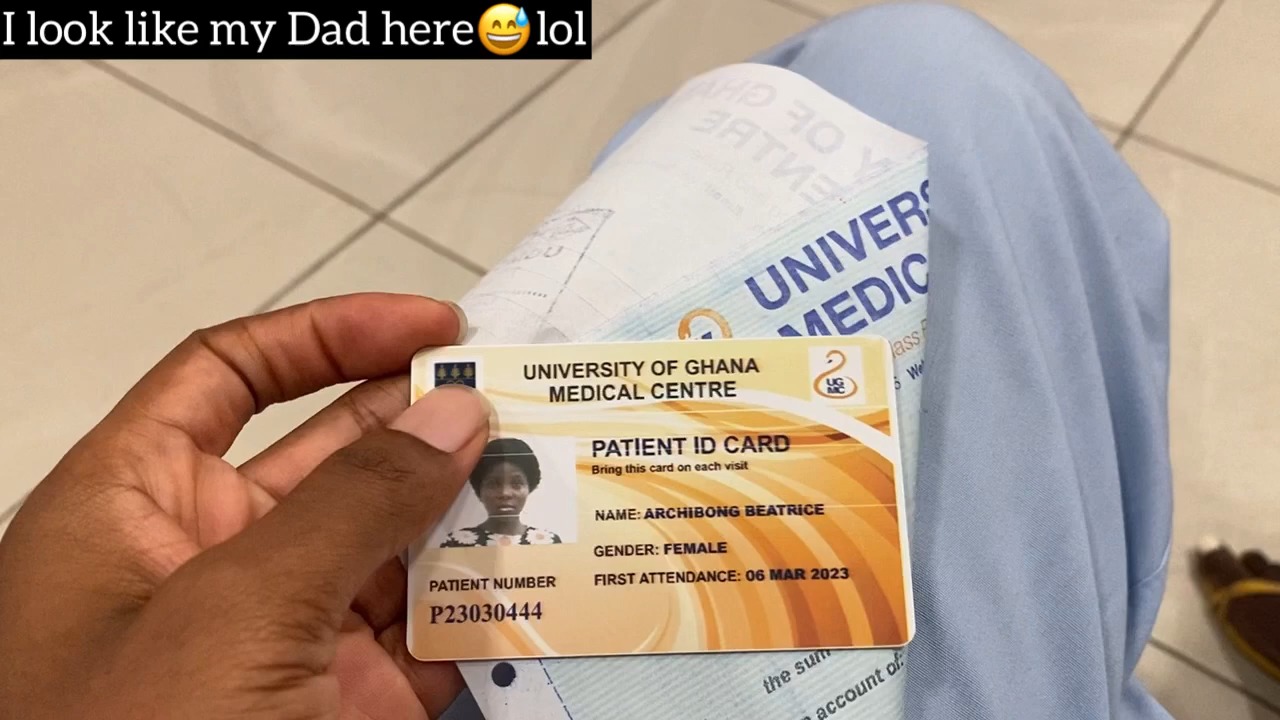 I look like my Dad here😅lol
UNIVERS
MEDIC
UNIVERSITY OF GHANA
MEDICAL CENTRE
UG
MC
PATIENT ID CARD
Bring this card on each visit
NAME: ARCHIBONG BEATRICE
GENDER: FEMALE
FIRST ATTENDANCE: 06 MAR 2023
PATIENT NUMBER
P23030444
the sum
account of: